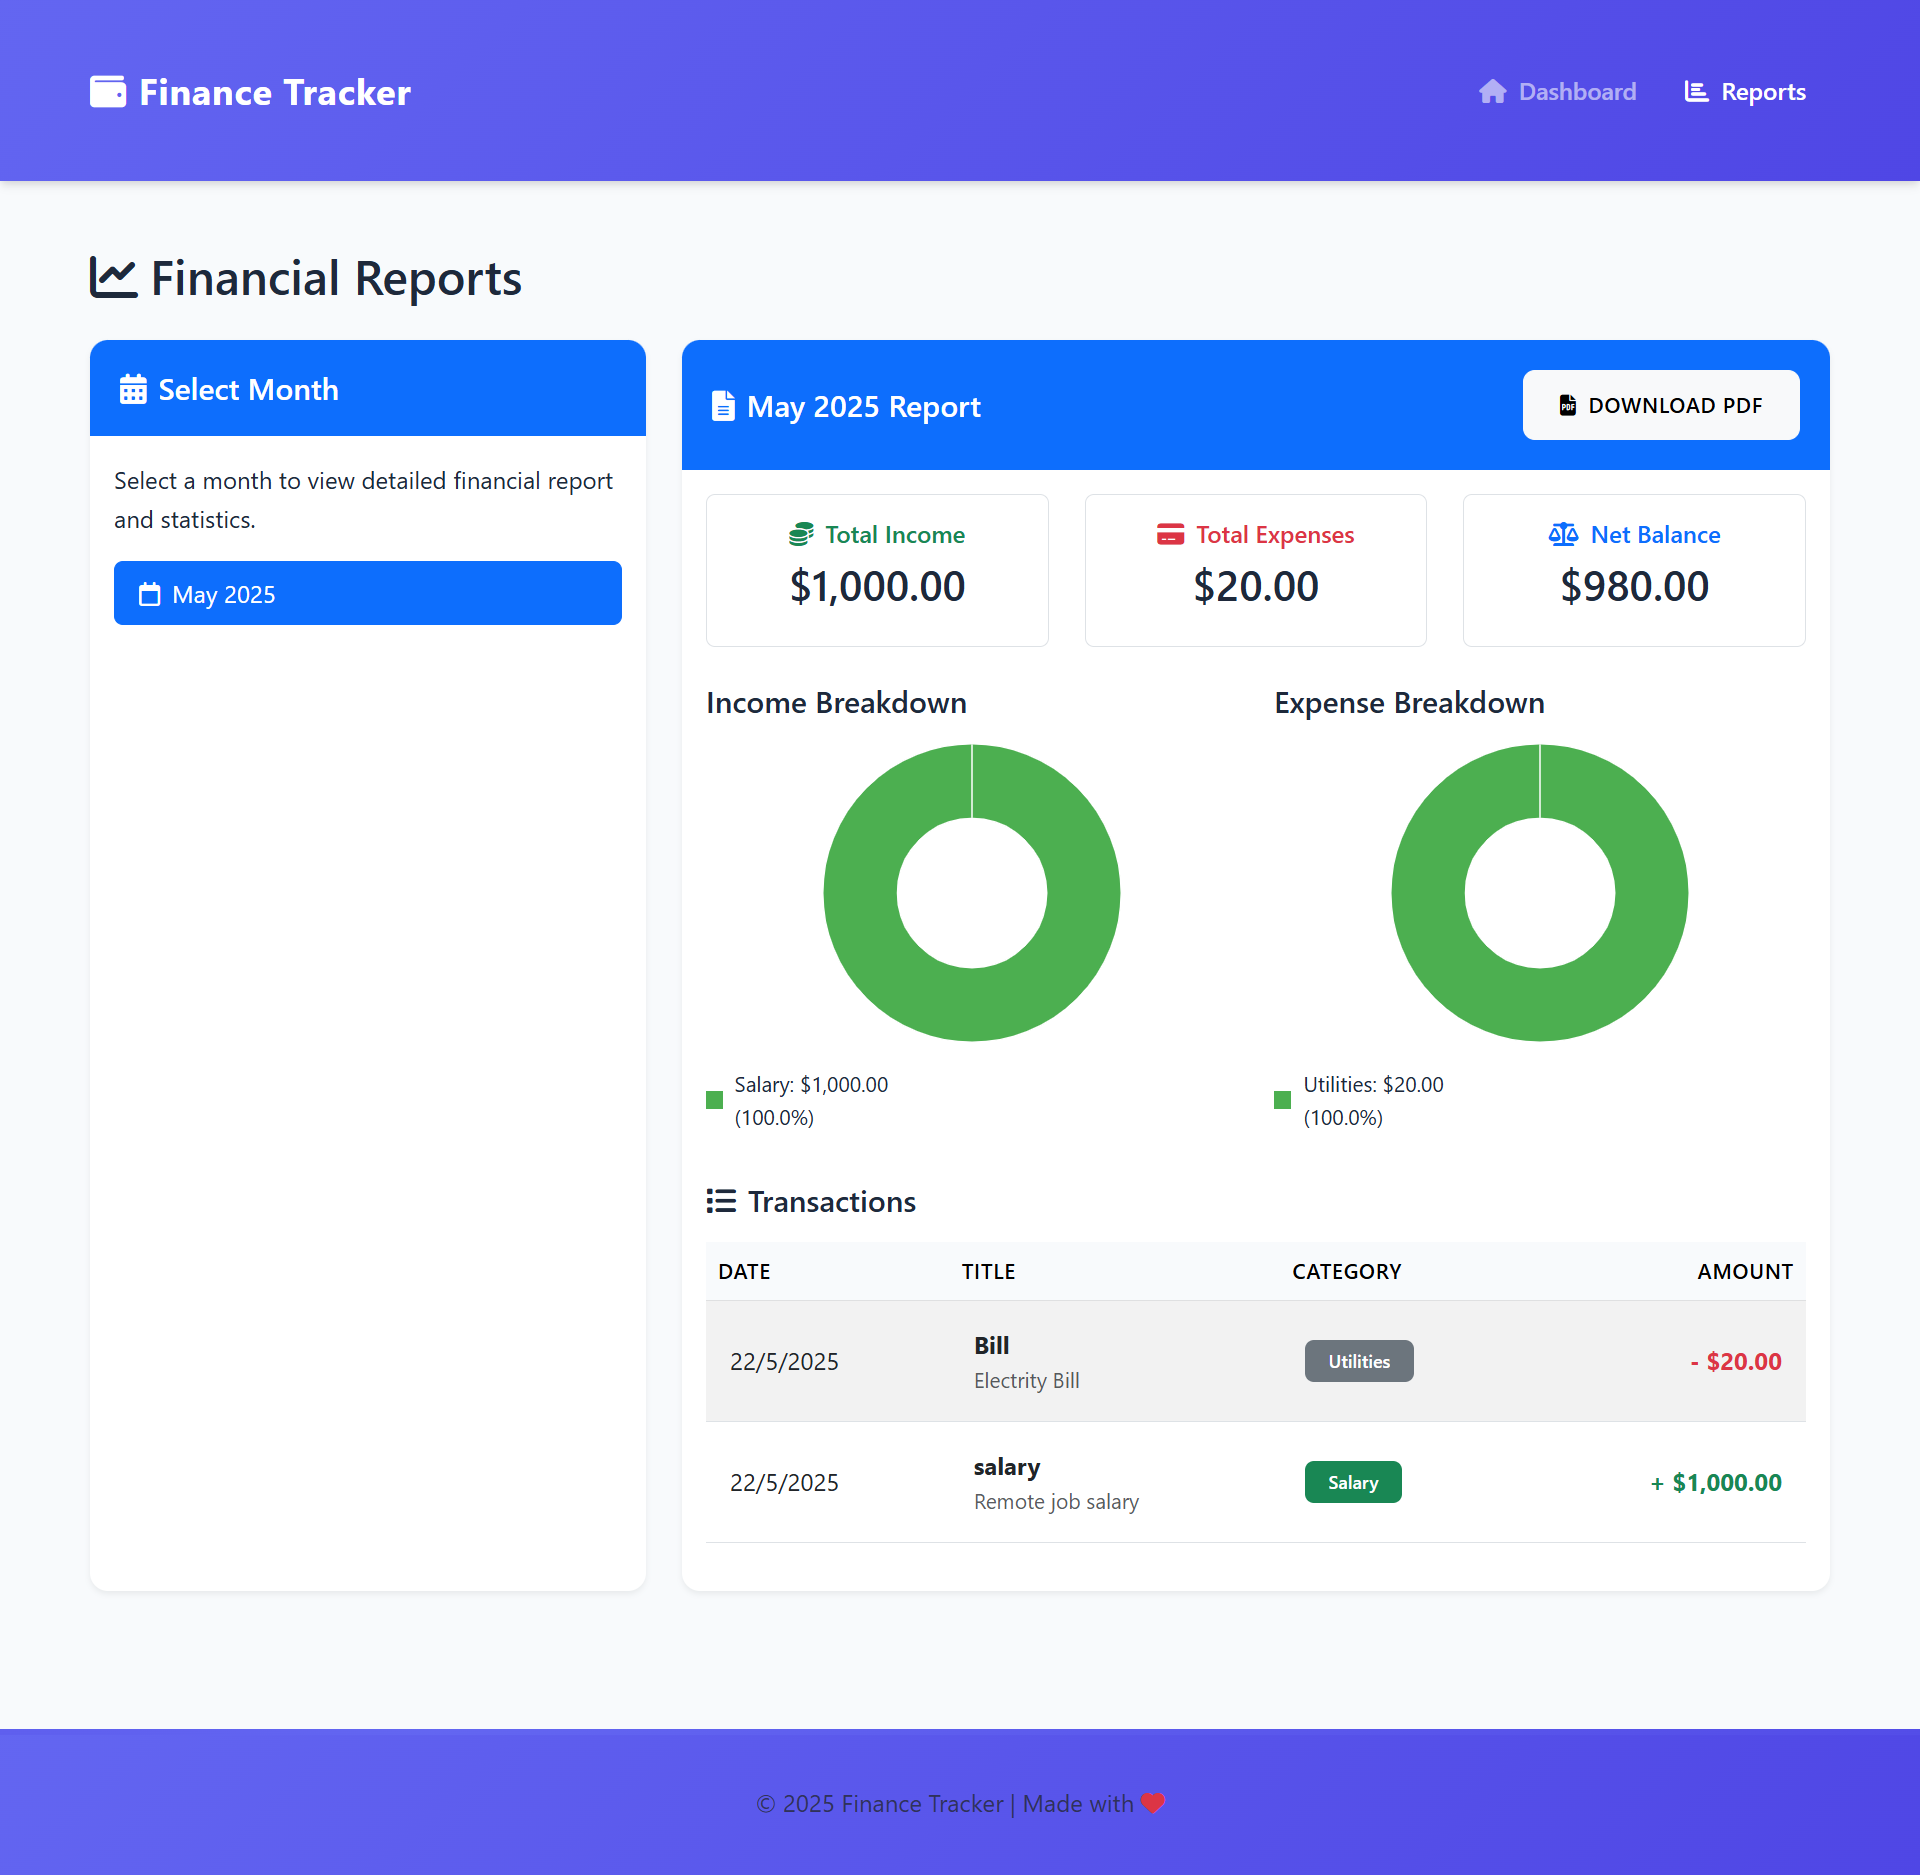 Finance Tracker
Dashboard
Reports
Financial Reports
Select Month
Select a month to view detailed financial report
and statistics.
May 2025
May 2025 Report
DOWNLOAD PDF
Total Income
$1,000.00
Total Expenses
$20.00
Net Balance
$980.00
Income Breakdown
Salary: $1,000.00
(100.0%)
Expense Breakdown
Utilities: $20.00
(100.0%)
Transactions
DATE TITLE CATEGORY AMOUNT
22/5/2025 Bill Utilities - $20.00
Electrity Bill
22/5/2025 salary Salary + $1,000.00
Remote job salary
© 2025 Finance Tracker | Made with